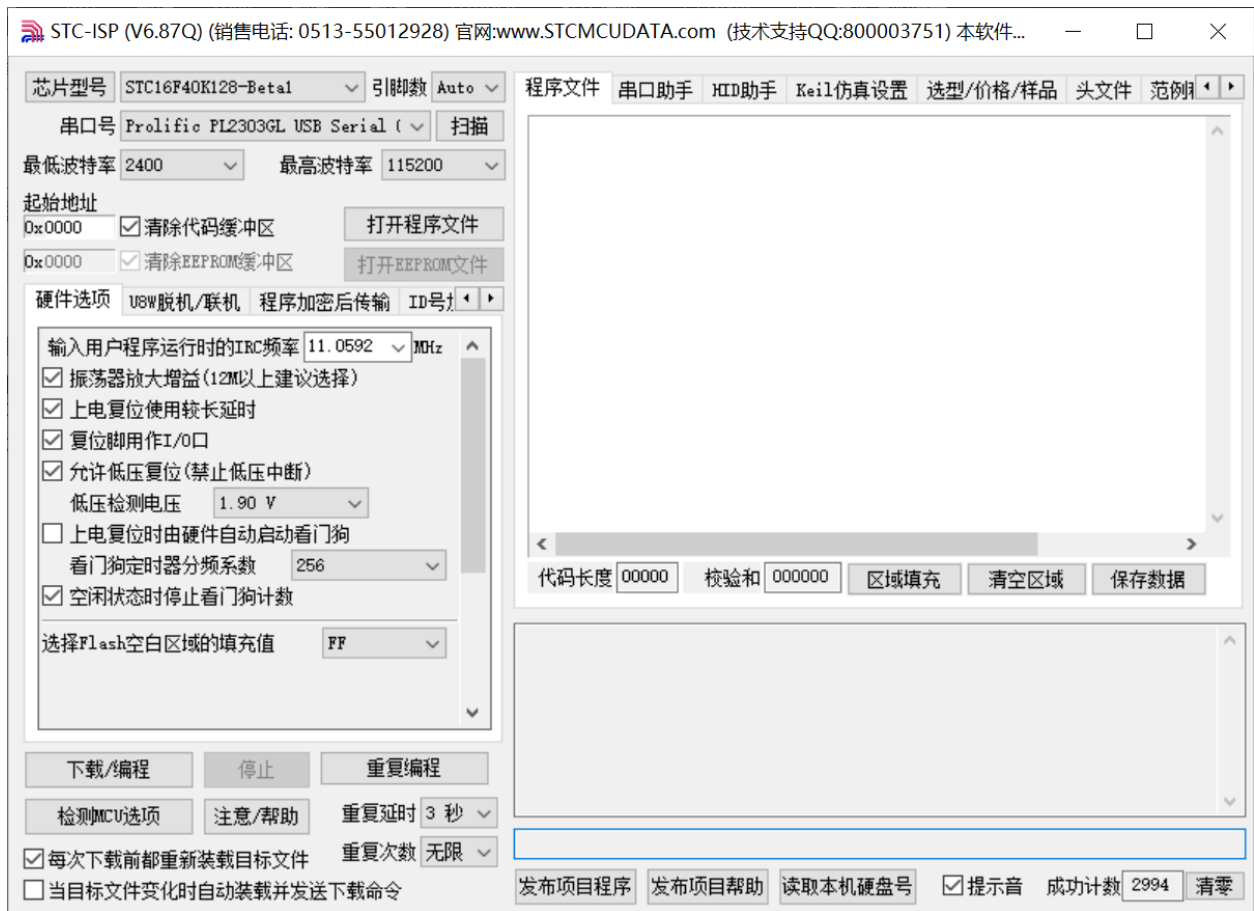 STC-ISP (V6.87Q) (销售电话: 0513-55012928) 官网:www.STCMCUDATA.com (技术支持QQ:800003751) 本软件...
芯片型号 STC16F40K128-Beta1 引脚数 Auto
串口号 Prolific PL2303GL USB Serial ( 扫描
最低波特率 2400 最高波特率 115200
起始地址
0x0000 清除代码缓冲区 打开程序文件
0x0000 清除EEPROM缓冲区 打开EEPROM文件
硬件选项 U8W脱机/联机 程序加密后传输 ID号
输入用户程序运行时的IRC频率 11.0592 MHz
振荡器放大增益(12M以上建议选择)
上电复位使用较长延时
复位脚用作I/O口
允许低压复位(禁止低压中断)
低压检测电压 1.90 V
上电复位时由硬件自动启动看门狗
看门狗定时器分频系数 256
空闲状态时停止看门狗计数
选择Flash空白区域的填充值 FF
下载/编程 停止 重复编程
检测MCU选项 注意/帮助 重复延时 3 秒
每次下载前都重新装载目标文件 重复次数 无限
当目标文件变化时自动装载并发送下载命令
程序文件 串口助手 HID助手 Keil仿真设置 选型/价格/样品 头文件 范例
代码长度 00000 校验和 000000 区域填充 清空区域 保存数据
发布项目程序 发布项目帮助 读取本机硬盘号 提示音 成功计数 2994 清零